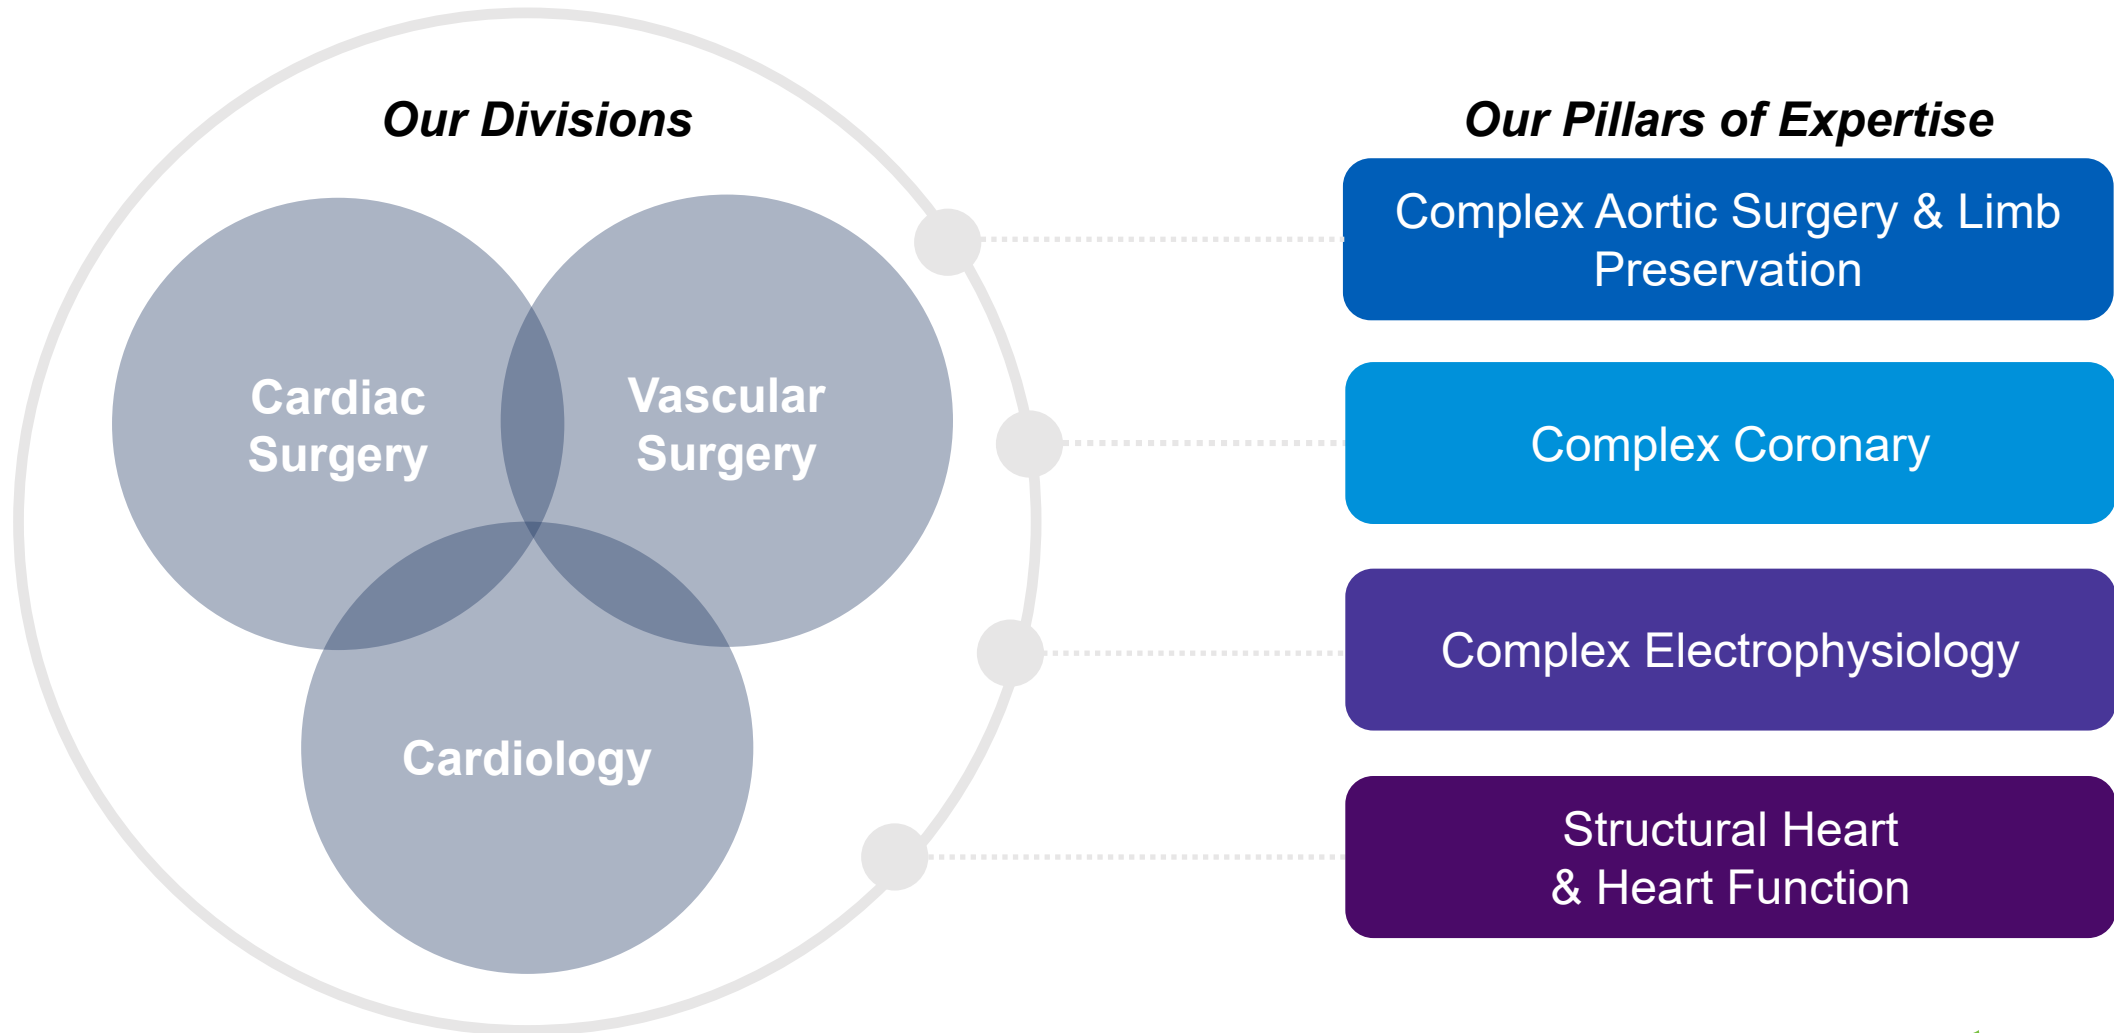 Our Divisions
Cardiac
Surgery
Vascular
Surgery
Cardiology
Our Pillars of Expertise
Complex Aortic Surgery & Limb
Preservation
Complex Coronary
Complex Electrophysiology
Structural Heart
& Heart Function